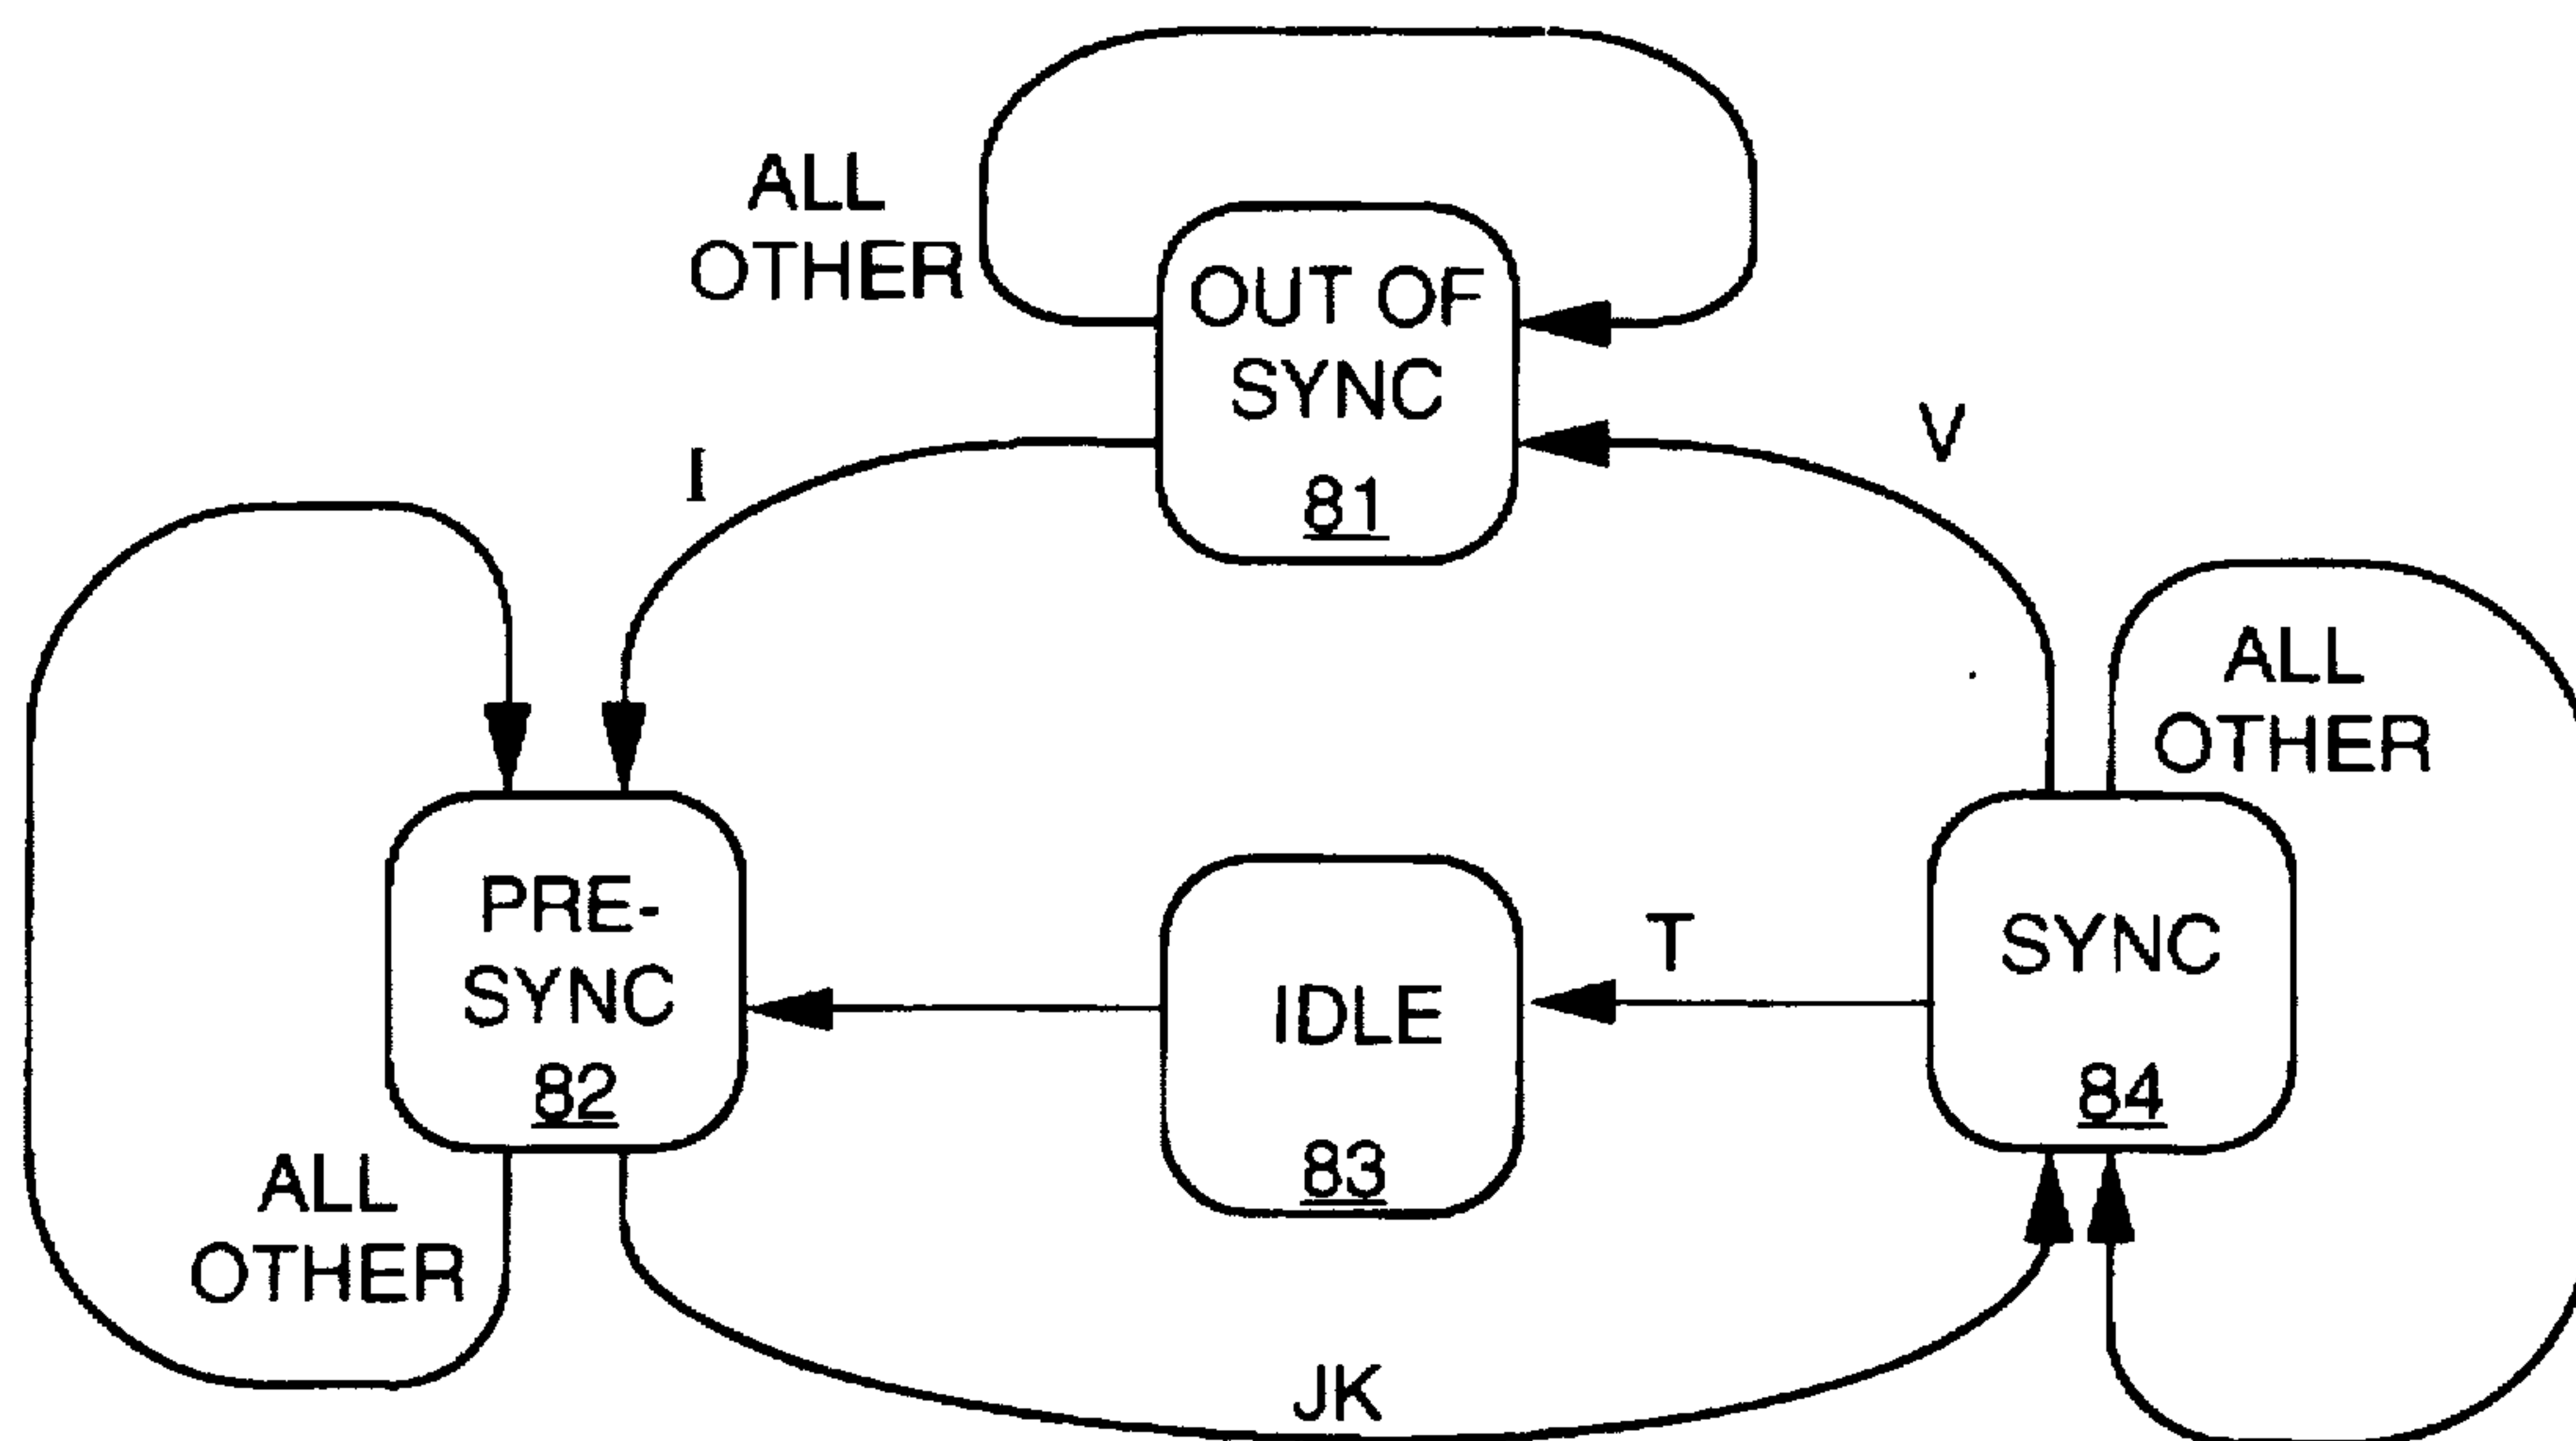 ALL
OTHER
OUT OF
SYNC
81
I
V
ALL
OTHER
PRE-
SYNC
82
IDLE
83
T
SYNC
84
ALL
OTHER
JK